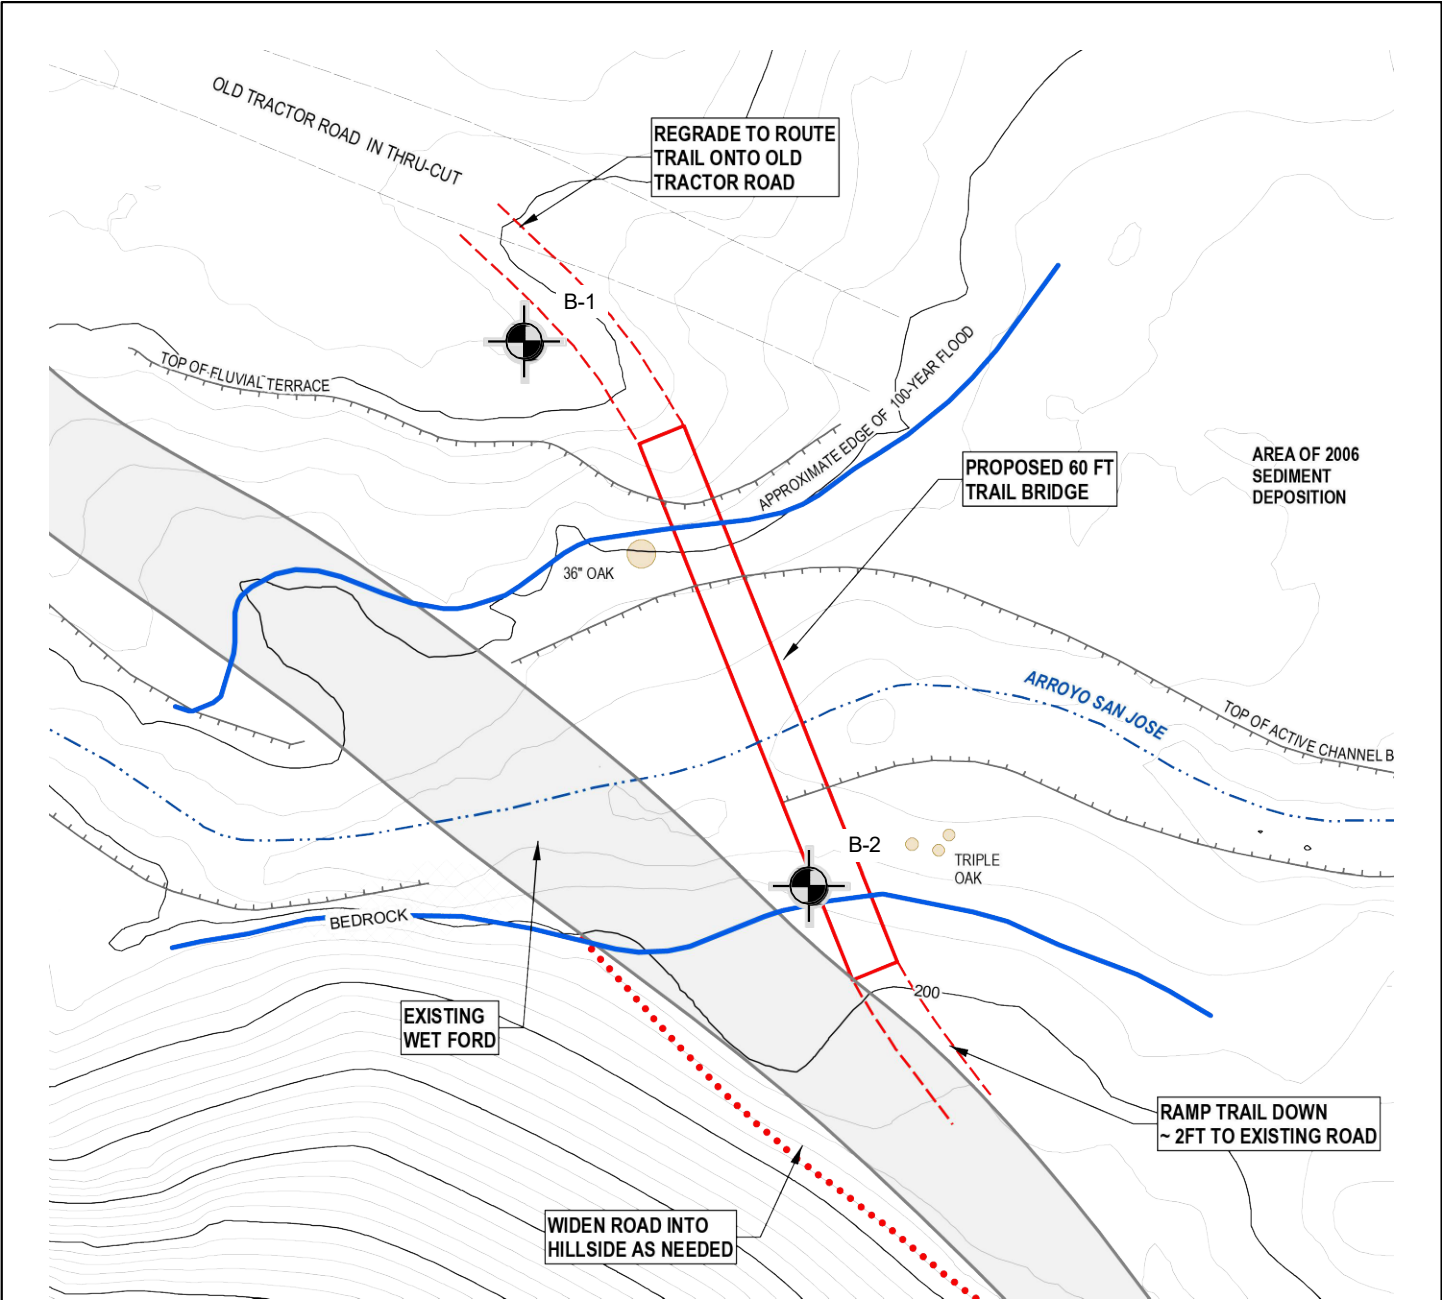 OLD TRACTOR ROAD IN THRU-CUT
REGRADE TO ROUTE
TRAIL ONTO OLD
TRACTOR ROAD
B-1
TOP OF FLUVIAL TERRACE
APPROXIMATE EDGE OF 100-YEAR FLOOD
PROPOSED 60 FT
TRAIL BRIDGE
AREA OF 2006
SEDIMENT
DEPOSITION
36" OAK
ARROYO SAN JOSE
TOP OF ACTIVE CHANNEL B
B-2
TRIPLE
OAK
BEDROCK
200
EXISTING
WET FORD
RAMP TRAIL DOWN
~ 2FT TO EXISTING ROAD
WIDEN ROAD INTO
HILLSIDE AS NEEDED